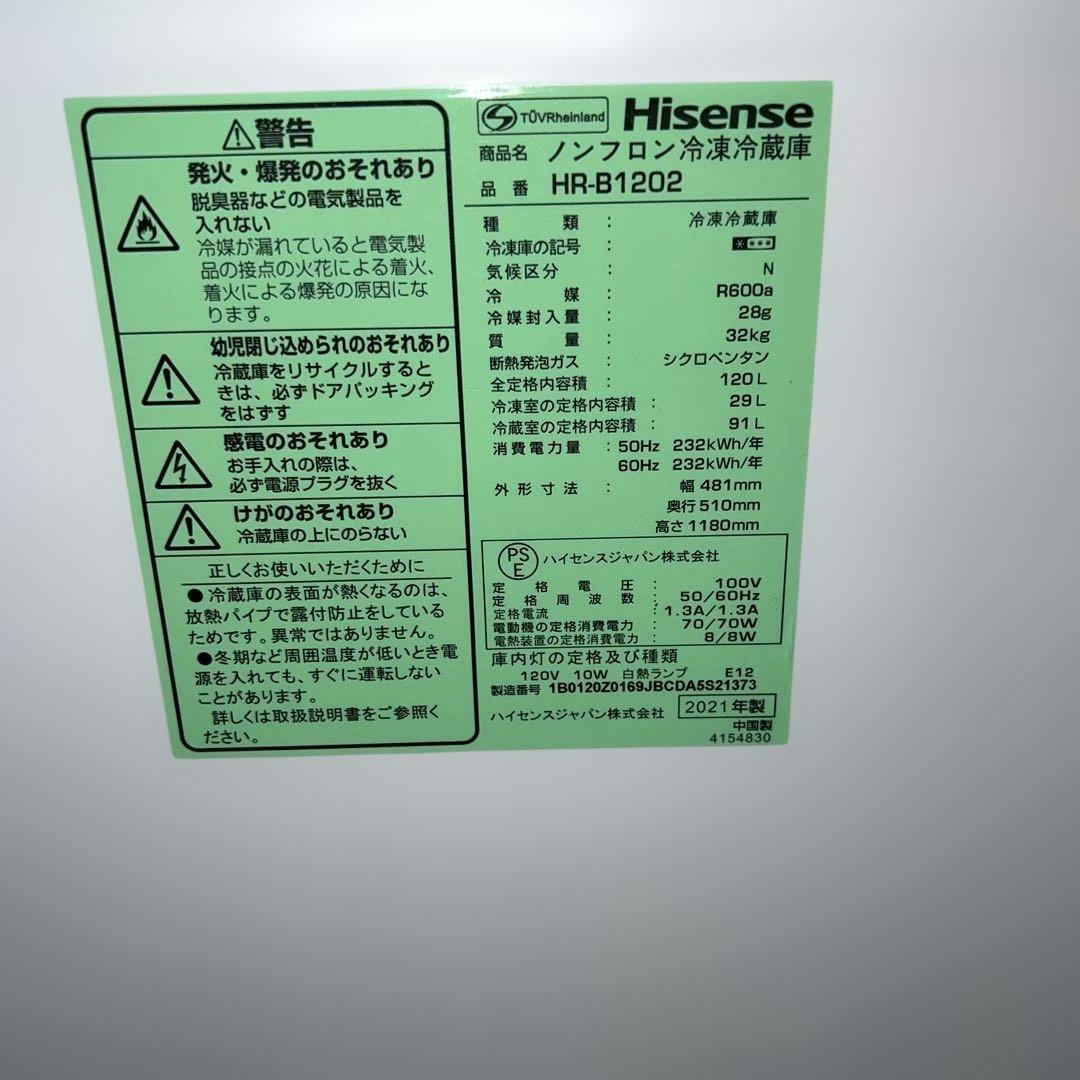 警告
発火・爆発のおそれあり
脱臭器などの電気製品を
入れない
冷媒が漏れていると電気製
品の接点の火花による着火、
着火による爆発の原因にな
ります。
幼児閉じ込められのおそれあり
冷蔵庫をリサイクルすると
きは、必ずドアパッキング
をはずす
感電のおそれあり
お手入れの際は、
必ず電源プラグを抜く
けがのおそれあり
冷蔵庫の上にのらない
正しくお使いいただくために
●冷蔵庫の表面が熱くなるのは、
放熱パイプで露付防止をしている
ためです。異常ではありません。
●冬期など周囲温度が低いとき電
源を入れても、すぐに運転しない
ことがあります。
詳しくは取扱説明書をご参照く
ださい。
TÜVRheinland Hisense
商品名 ノンフロン冷凍冷蔵庫
品番 HR-B1202
種類 : 冷凍冷蔵庫
冷凍庫の記号 : ****
気候区分 : N
冷媒 : R600a
冷媒封入量 : 28g
質量 : 32kg
断熱発泡ガス : シクロペンタン
全定格内容積 : 120L
冷凍室の定格内容積 : 29L
冷蔵室の定格内容積 : 91L
消費電力量 : 50Hz 232kWh/年
60Hz 232kWh/年
外形寸法 : 幅 481mm
奥行 510mm
高さ 1180mm
PSE ハイセンスジャパン株式会社
定格電圧 : 100V
定格周波数 : 50/60Hz
定格電流 : 1.3A/1.3A
電動機の定格消費電力 : 70/70W
電熱装置の定格消費電力 : 8/8W
庫内灯の定格及び種類
120V 10W 白熱ランプ E12
製造番号 1B0120Z0169JBCDA5S21373
ハイセンスジャパン株式会社 2021年製
中国製
4154830